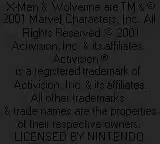 X-Men & Wolverine are TM & ©
2001 Marvel Characters, Inc. All
Rights Reserved © 2001
Activision, Inc. & its affiliates.
Activision®
is a registered trademark of
Activision, Inc. & its affiliates.
All other trademarks
& trade names are the properties
of their respective owners.
LICENSED BY NINTENDO